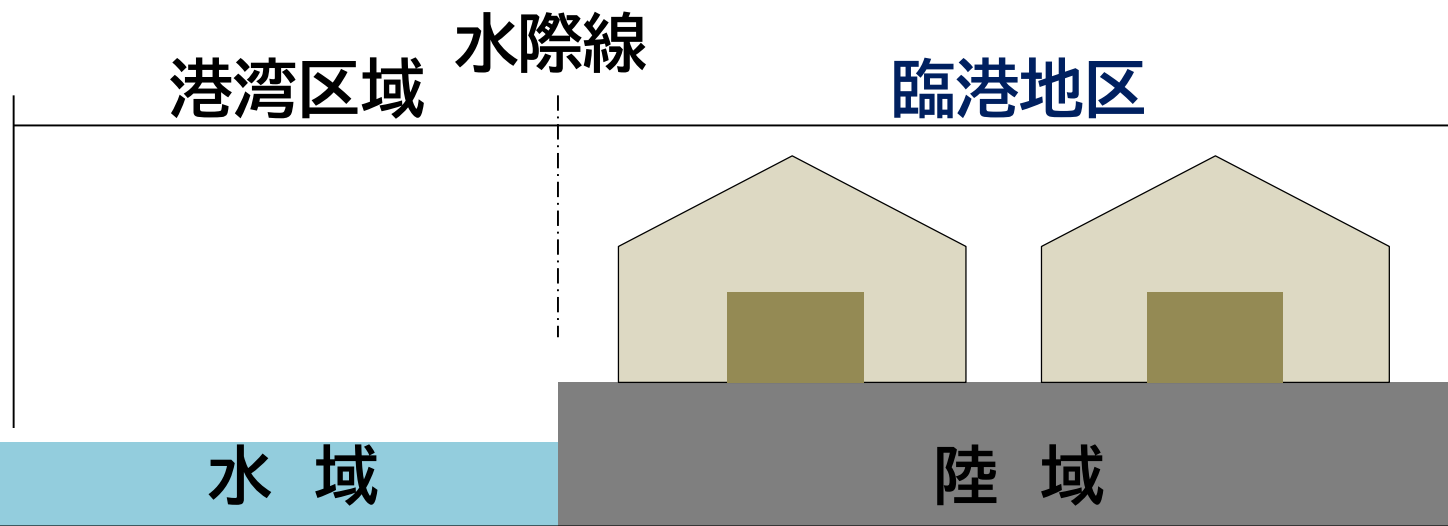 水際線
港湾区域
臨港地区
水 域
陸 域